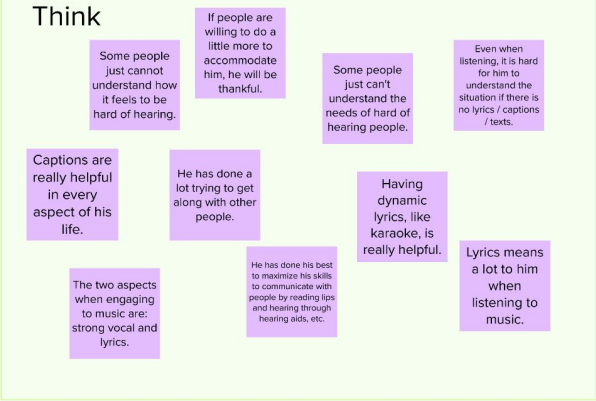 Think
If people are
willing to do a
little more to
accommodate
him, he will be
thankful.
Some people
just cannot
understand how
it feels to be
hard of hearing.
Some people
just can't
understand the
needs of hard of
hearing people.
Even when
listening, it is hard
for him to
understand the
situation if there is
no lyrics / captions
/ texts.
Captions are
really helpful
in every
aspect of his
life.
He has done a
lot trying to get
along with other
people.
Having
dynamic
lyrics, like
karaoke, is
really helpful.
Lyrics means
a lot to him
when
listening to
music.
The two aspects
when engaging
to music are:
strong vocal and
lyrics.
He has done his best
to maximize his skills
to communicate with
people by reading lips
and hearing through
hearing aids, etc.